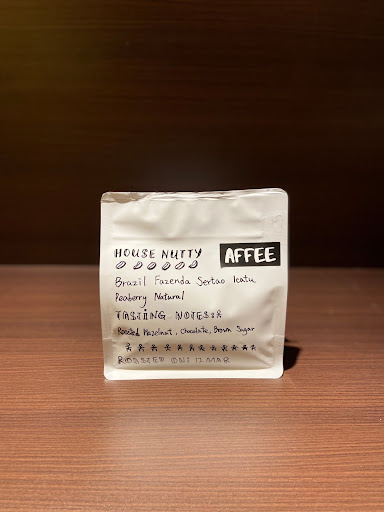 HOUSE NUTTY
AFFEE
Brazil Fazenda Sertao Icatu
Peaberry Natural
TASTING NOTES:
Roasted Hazelnut, Chocolate, Brown Sugar
ROASTED ON: 12 MAR